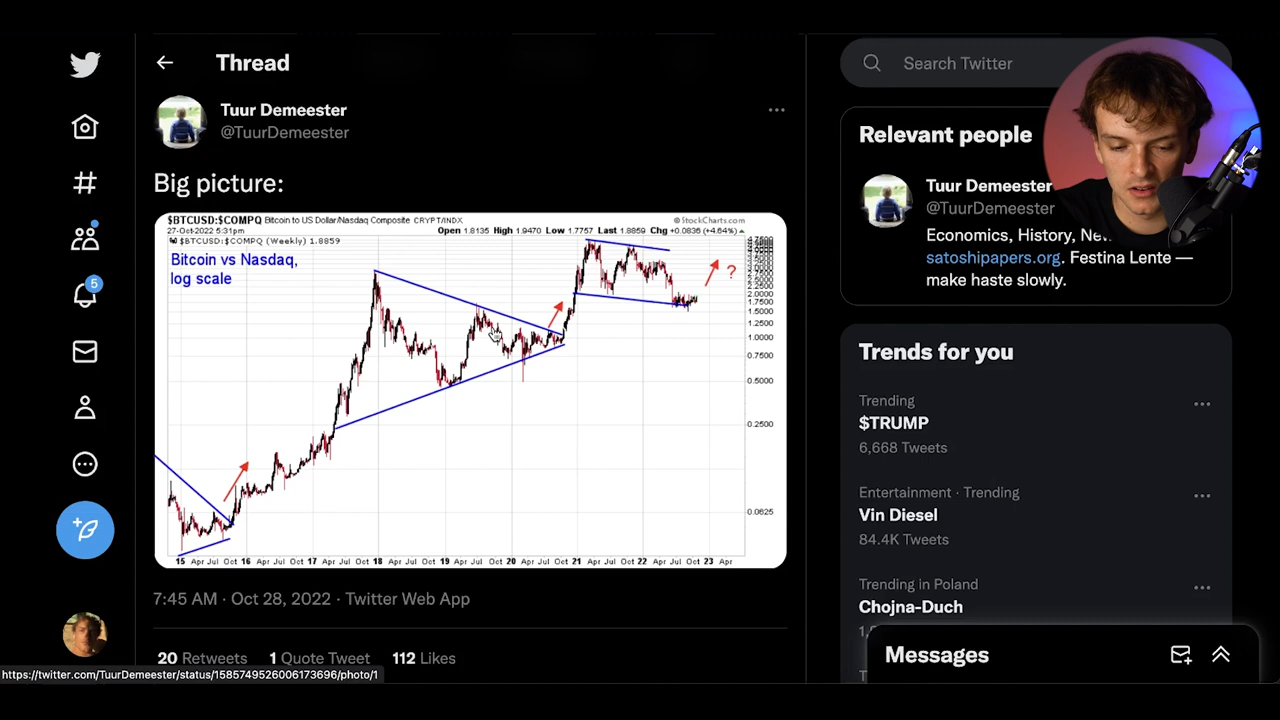 Thread
Search Twitter
Tuur Demeester
@TuurDemeester
Big picture:
$BTCUSD:$COMPQ Bitcoin to US Dollar/Nasdaq Composite CRYPT/INDX
© StockCharts.com
27-Oct-2022 5:31pm
Open 1.8135 High 1.9470 Low 1.7757 Last 1.8859 Chg +0.0836 (+4.64%)
$BTCUSD:$COMPQ (Weekly) 1.8859
Bitcoin vs Nasdaq,
log scale
?
2.0000
1.7500
1.5000
1.2500
1.0000
0.7500
0.5000
0.2500
0.0625
15 Apr Jul Oct 16 Apr Jul Oct 17 Apr Jul Oct 18 Apr Jul Oct 19 Apr Jul Oct 20 Apr Jul Oct 21 Apr Jul Oct 22 Apr Jul Oct 23 Apr
7:45 AM · Oct 28, 2022 · Twitter Web App
20 Retweets 1 Quote Tweet 112 Likes
https://twitter.com/TuurDemeester/status/1585749526006173696/photo/1
5
Relevant people
Tuur Demeester
@TuurDemeester
Economics, History,
satoshipapers.org. Festina Lente —
make haste slowly.
Trends for you
Trending
$TRUMP
6,668 Tweets
Entertainment · Trending
Vin Diesel
84.4K Tweets
Trending in Poland
Chojna-Duch
Messages